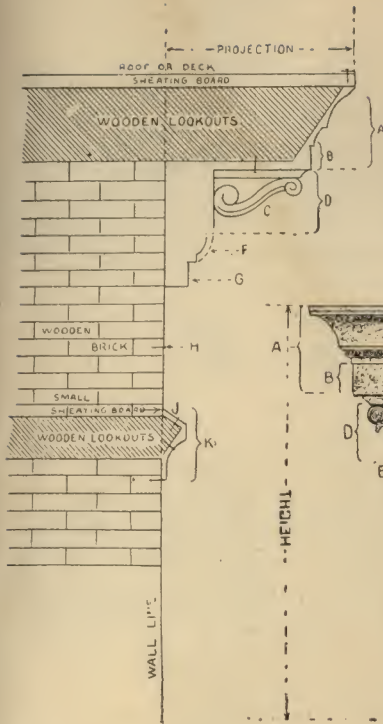 PROJECTION
ROOF OR DECK
SHEATING BOARD
WOODEN LOOKOUTS
A
B
C
D
F
G
A
WOODEN
BRICK
H
B
SMALL
SHEATING BOARD
J
D
WOODEN LOOKOUTS
K
E
HEIGHT
WALL LINE